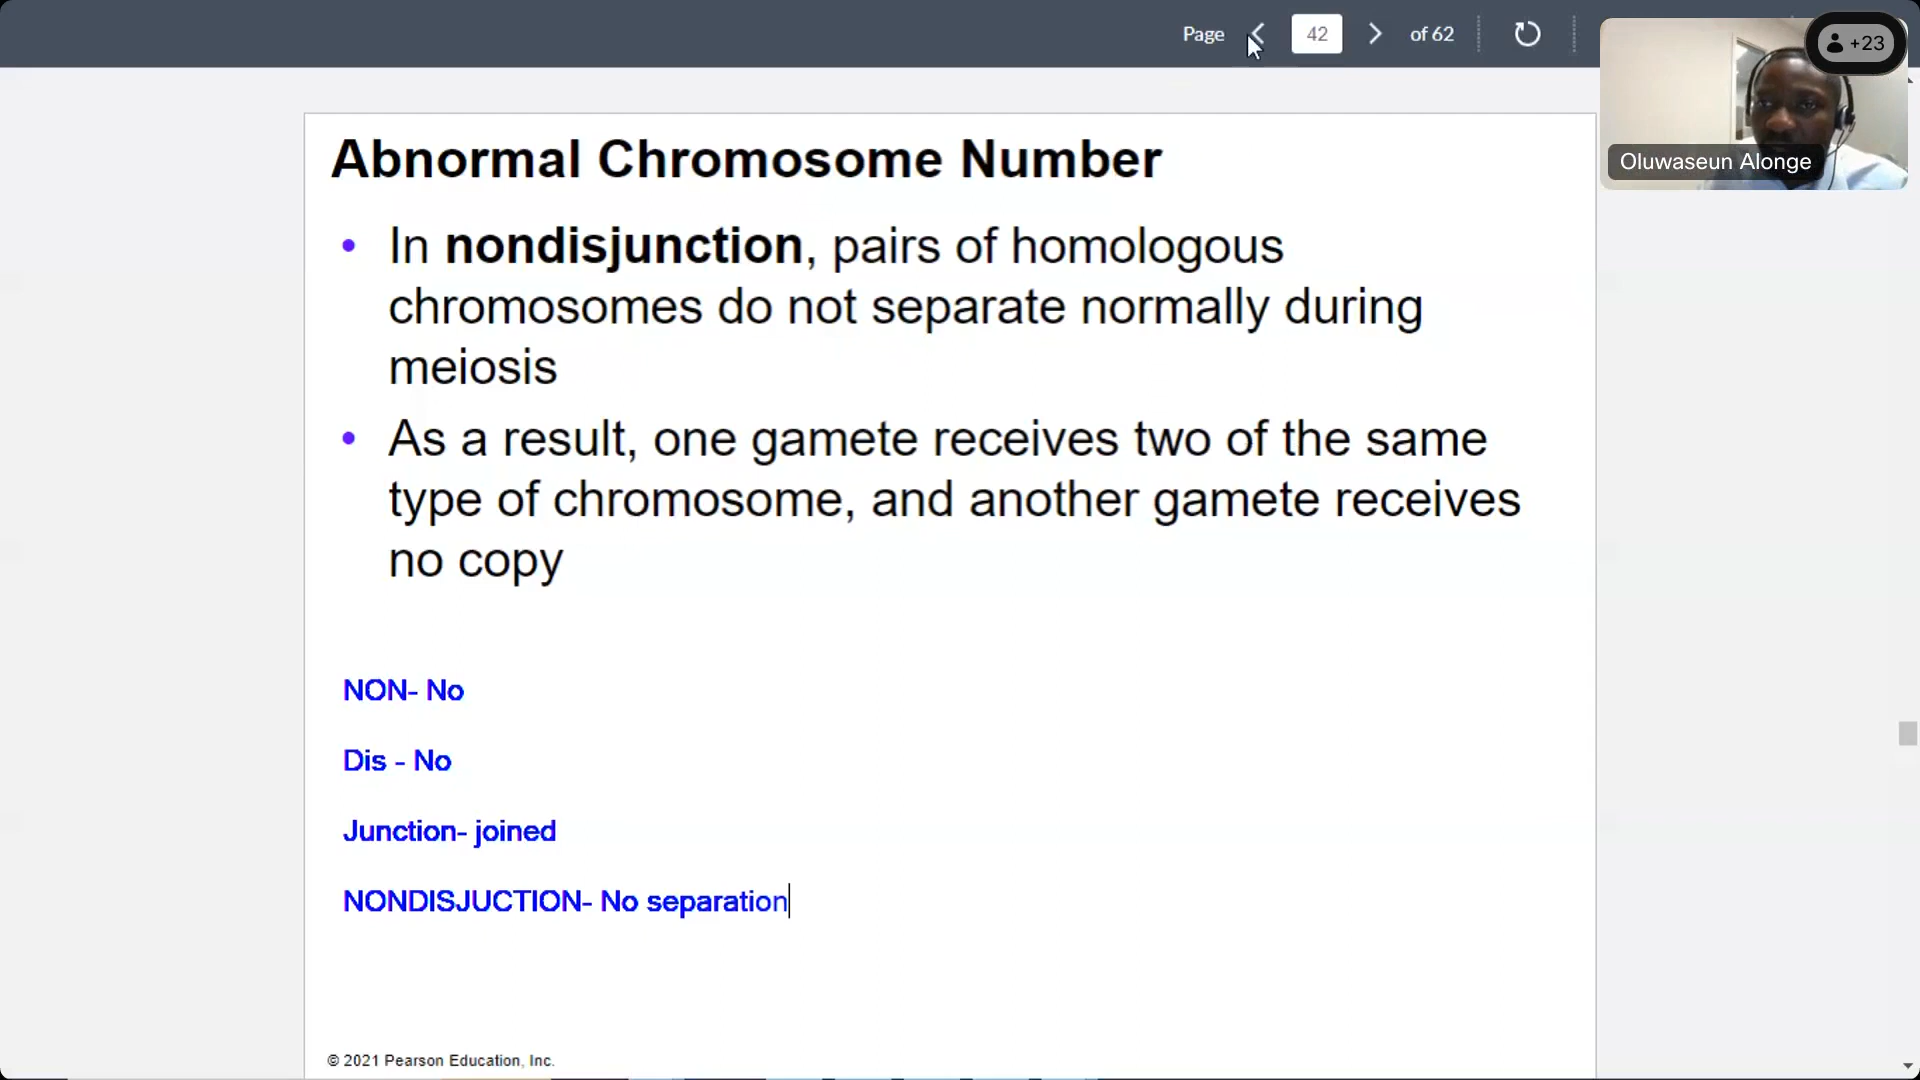 Page 42 of 62
+23
Oluwaseun Alonge
Abnormal Chromosome Number
• In nondisjunction, pairs of homologous
chromosomes do not separate normally during
meiosis
• As a result, one gamete receives two of the same
type of chromosome, and another gamete receives
no copy
NON- No
Dis - No
Junction- joined
NONDISJUCTION- No separation
© 2021 Pearson Education, Inc.